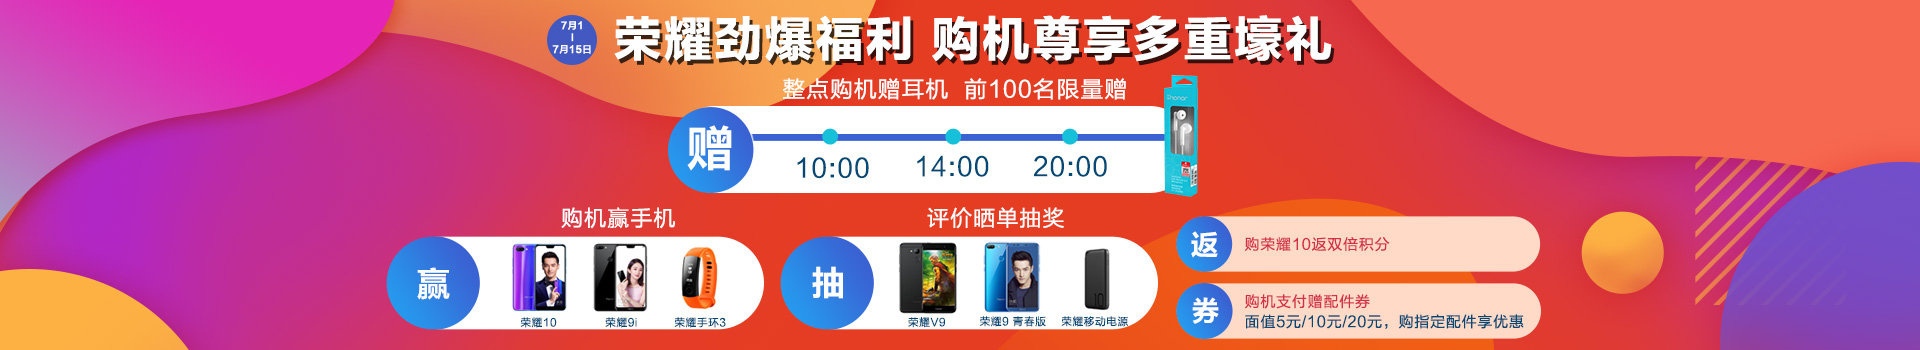 7月1
|
7月15日
荣耀劲爆福利 购机尊享多重壕礼
整点购机赠耳机 前100名限量赠
honor
赠
10:00
14:00
20:00
购机赢手机
赢
荣耀10
荣耀9i
荣耀手环3
评价晒单抽奖
抽
荣耀V9
荣耀9 青春版
荣耀移动电源
返
购荣耀10返双倍积分
券
购机支付赠配件券
面值5元/10元/20元，购指定配件享优惠